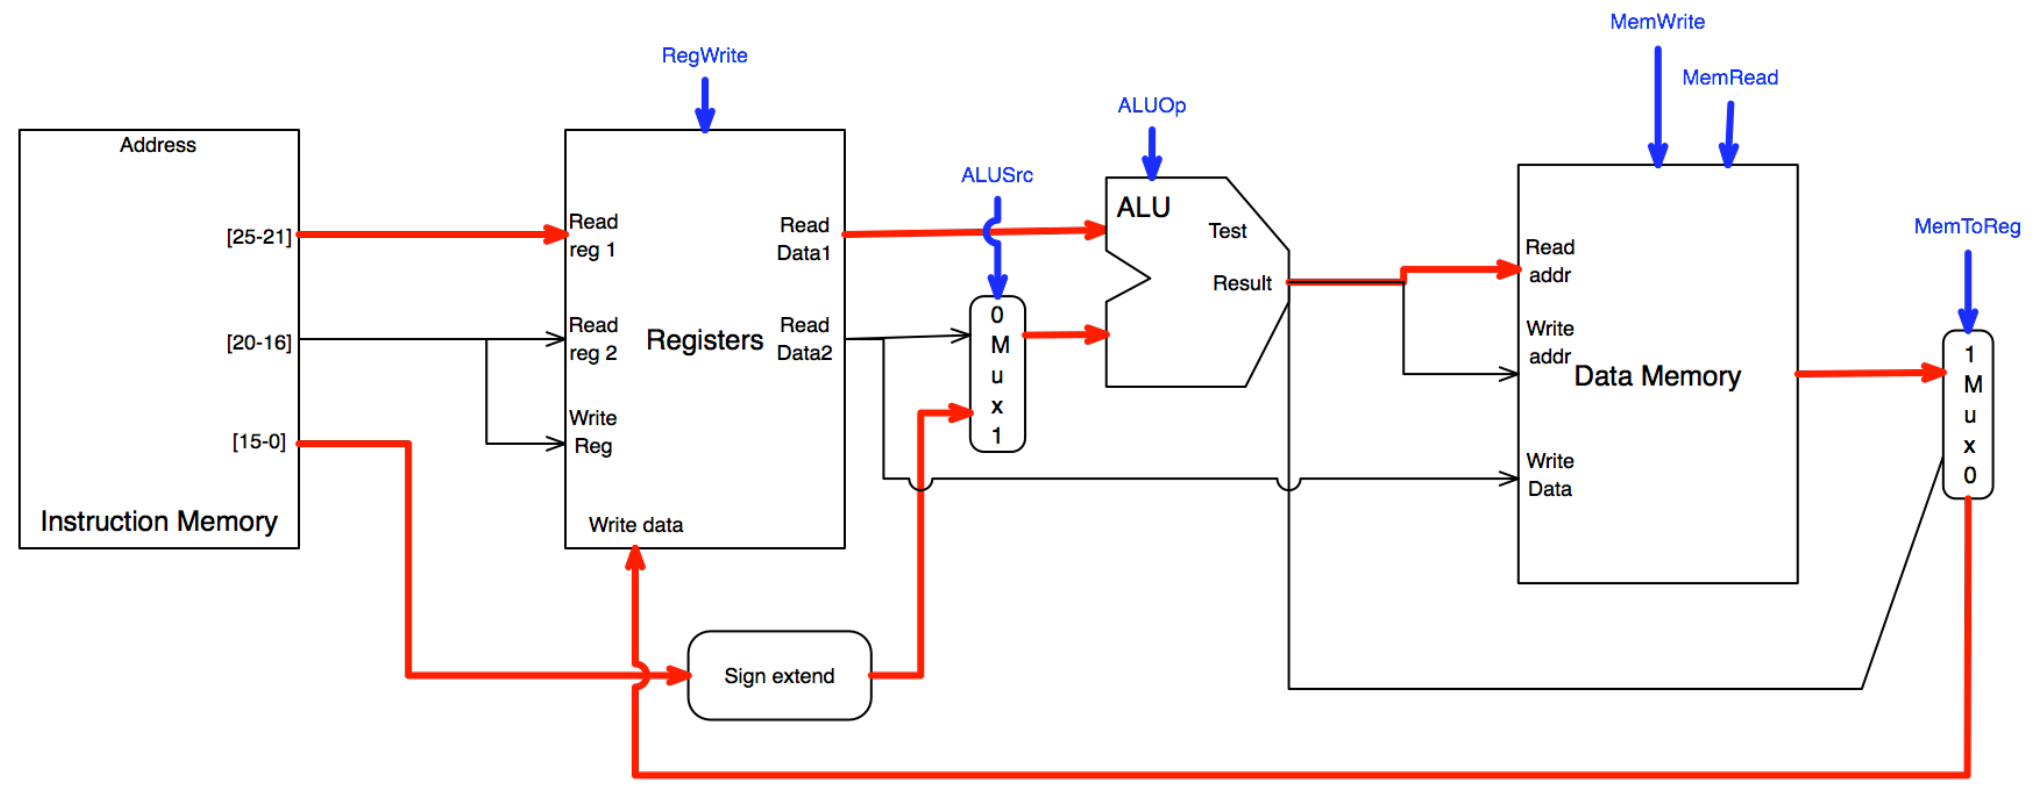 MemWrite
RegWrite
MemRead
ALUOp
Address
ALUSrc
ALU
[25-21]
Read
reg 1
Read
Data1
Test
Result
Read
addr
MemToReg
[20-16]
Read
reg 2
Registers
Read
Data2
0
M
u
x
1
Write
addr
Data Memory
1
M
u
x
0
Write
Reg
[15-0]
Write
Data
Instruction Memory
Write data
Sign extend